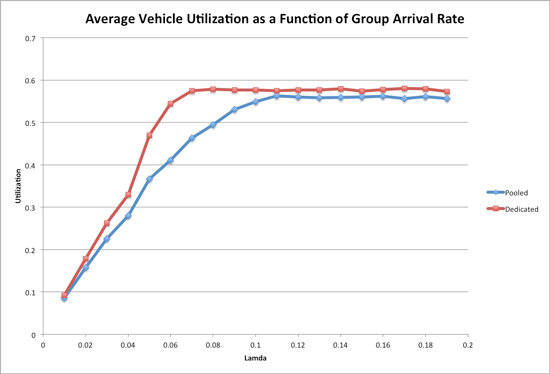 Average Vehicle Utilization as a Function of Group Arrival Rate
0.7
0.6
0.5
0.4
0.3
0.2
0.1
0
Utilization
0 0.02 0.04 0.06 0.08 0.1 0.12 0.14 0.16 0.18 0.2
Lamda
Pooled
Dedicated